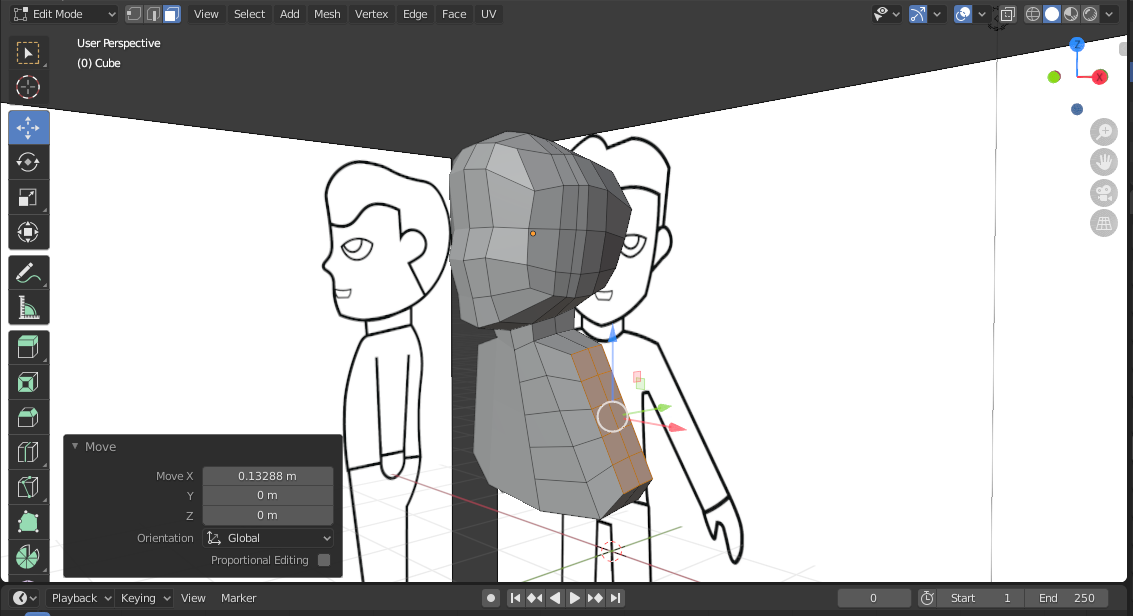 Edit Mode View Select Add Mesh Vertex Edge Face UV
User Perspective
(0) Cube
Z
X
Move
Move X 0.13288 m
Y 0 m
Z 0 m
Orientation Global
Proportional Editing
Playback Keying View Marker 0 Start 1 End 250